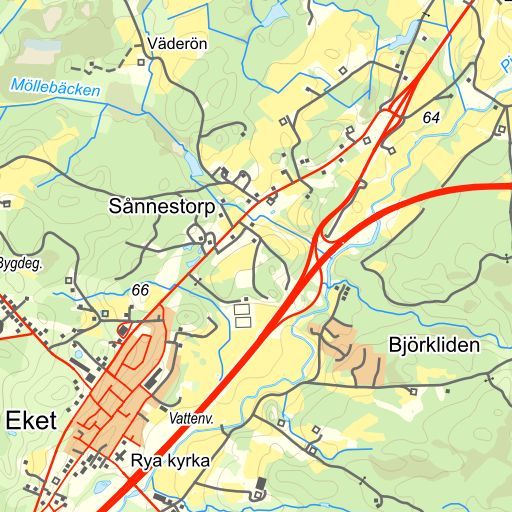 Väderön
Möllebäcken
64
Sånnestorp
Bygdeg.
66
Björkliden
Eket
Vattenv.
Rya kyrka